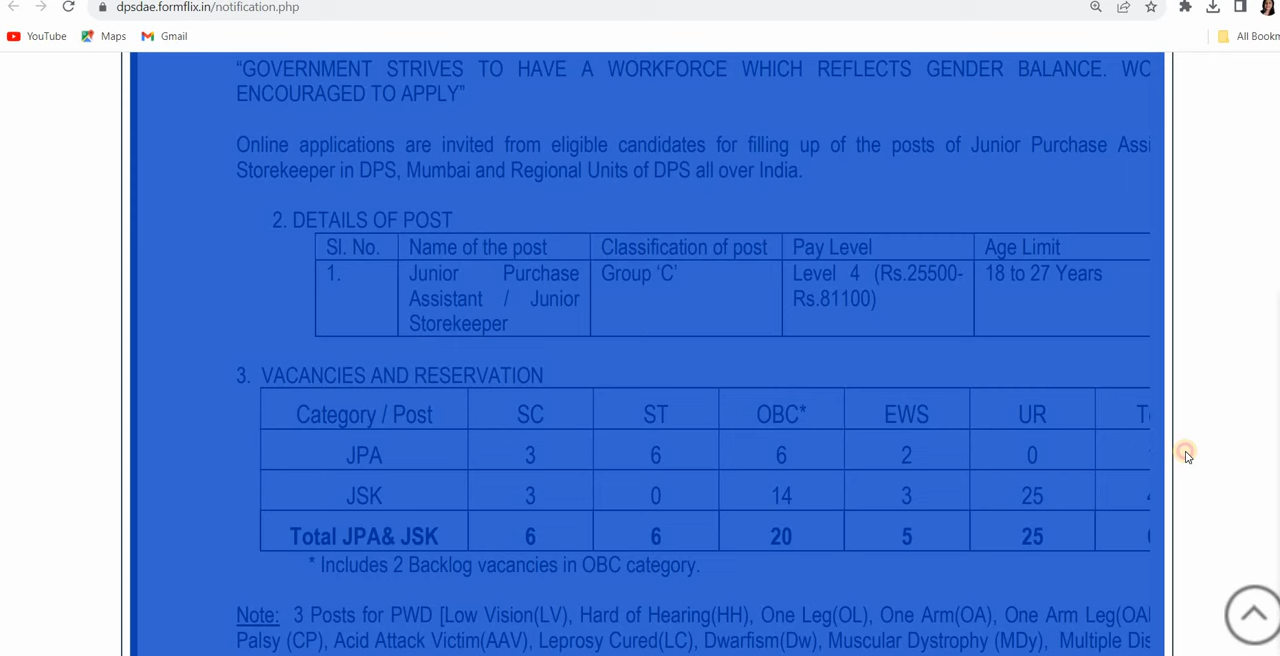 dpsdae.formflix.in/notification.php
YouTube Maps Gmail All Bookm
“GOVERNMENT STRIVES TO HAVE A WORKFORCE WHICH REFLECTS GENDER BALANCE. WO
ENCOURAGED TO APPLY”
Online applications are invited from eligible candidates for filling up of the posts of Junior Purchase Assi
Storekeeper in DPS, Mumbai and Regional Units of DPS all over India.
2. DETAILS OF POST
Sl. No. Name of the post Classification of post Pay Level Age Limit
1. Junior Purchase Group ‘C’ Level 4 (Rs.25500- 18 to 27 Years
Assistant / Junior Rs.81100)
Storekeeper
3. VACANCIES AND RESERVATION
Category / Post SC ST OBC* EWS UR
JPA 3 6 6 2 0
JSK 3 0 14 3 25
Total JPA& JSK 6 6 20 5 25
* Includes 2 Backlog vacancies in OBC category.
Note: 3 Posts for PWD [Low Vision(LV), Hard of Hearing(HH), One Leg(OL), One Arm(OA), One Arm Leg(OAL
Palsy (CP), Acid Attack Victim(AAV), Leprosy Cured(LC), Dwarfism(Dw), Muscular Dystrophy (MDy), Multiple Dis